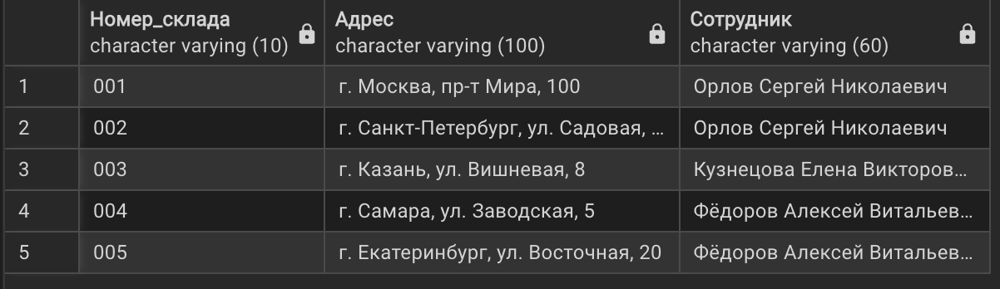 Номер_склада Адрес Сотрудник
character varying (10) character varying (100) character varying (60)
1 001 г. Москва, пр-т Мира, 100 Орлов Сергей Николаевич
2 002 г. Санкт-Петербург, ул. Садовая, ... Орлов Сергей Николаевич
3 003 г. Казань, ул. Вишневая, 8 Кузнецова Елена Викторов...
4 004 г. Самара, ул. Заводская, 5 Фёдоров Алексей Витальев...
5 005 г. Екатеринбург, ул. Восточная, 20 Фёдоров Алексей Витальев...